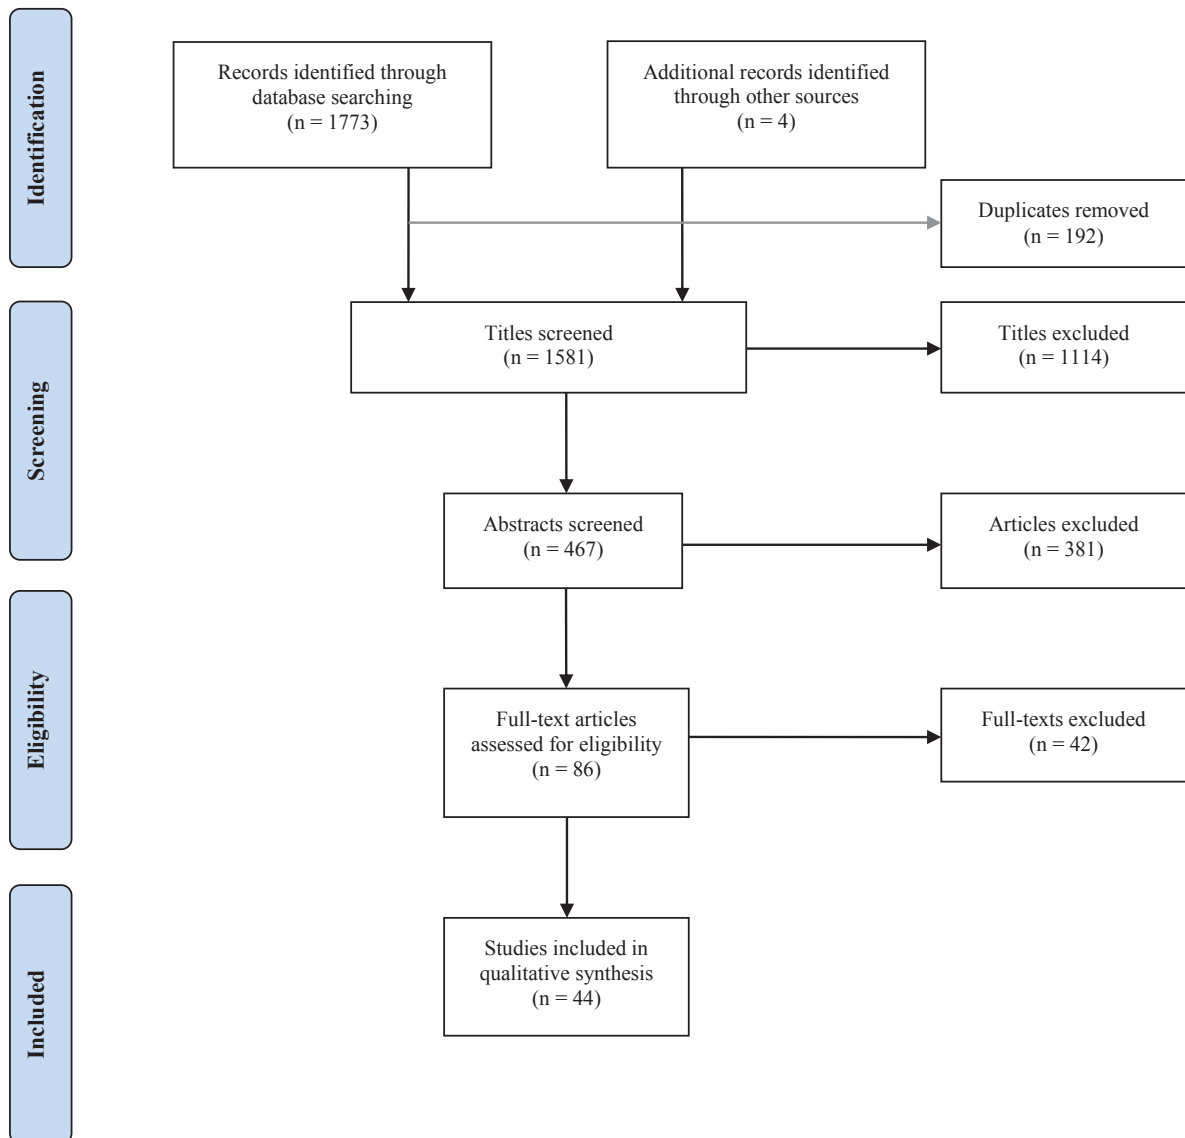 Identification
Records identified through
database searching
(n = 1773)
Additional records identified
through other sources
(n = 4)
Duplicates removed
(n = 192)
Screening
Titles screened
(n = 1581)
Titles excluded
(n = 1114)
Abstracts screened
(n = 467)
Articles excluded
(n = 381)
Eligibility
Full-text articles
assessed for eligibility
(n = 86)
Full-texts excluded
(n = 42)
Included
Studies included in
qualitative synthesis
(n = 44)